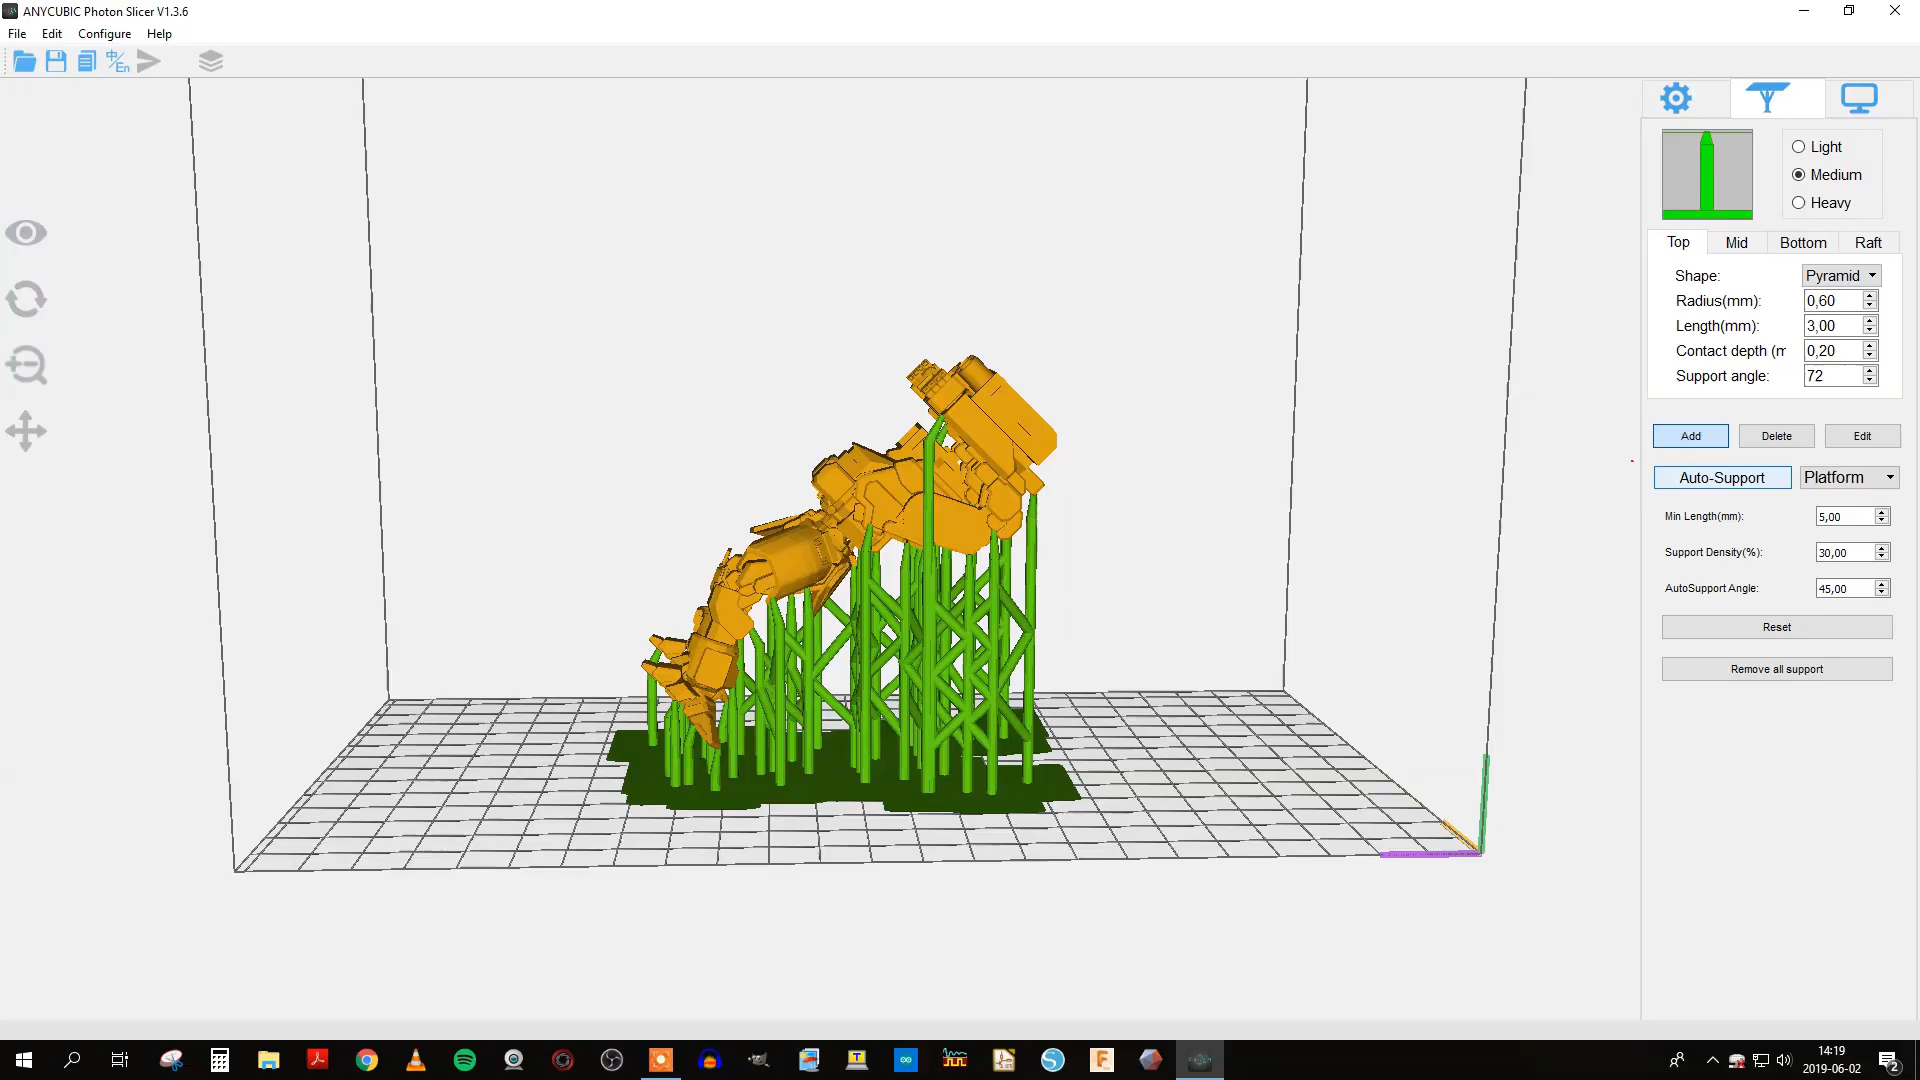 ANYCUBIC Photon Slicer V1.3.6
File Edit Configure Help
中/En
Light
Medium
Heavy
Top Mid Bottom Raft
Shape: Pyramid
Radius(mm): 0,60
Length(mm): 3,00
Contact depth (m 0,20
Support angle: 72
Add Delete Edit
Auto-Support Platform
Min Length(mm): 5,00
Support Density(%): 30,00
AutoSupport Angle: 45,00
Reset
Remove all support
14:19
2019-06-02
2